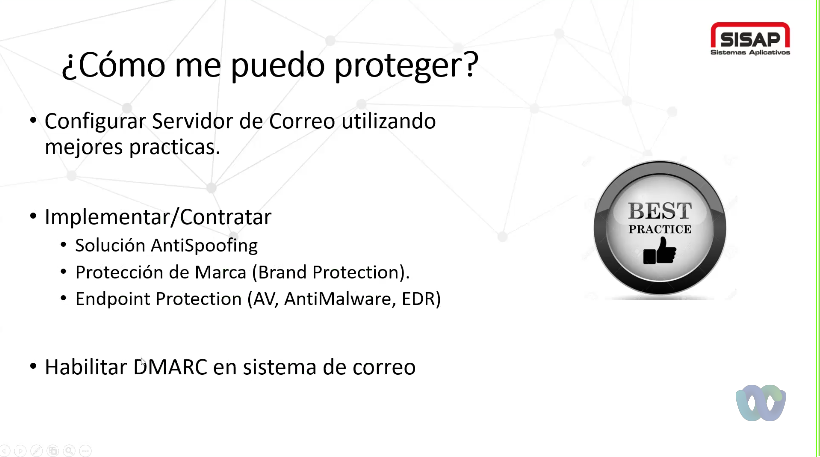 SISAP
Sistemas Aplicativos
¿Cómo me puedo proteger?
• Configurar Servidor de Correo utilizando
mejores practicas.
• Implementar/Contratar
• Solución AntiSpoofing
• Protección de Marca (Brand Protection).
• Endpoint Protection (AV, AntiMalware, EDR)
• Habilitar DMARC en sistema de correo
BEST
PRACTICE